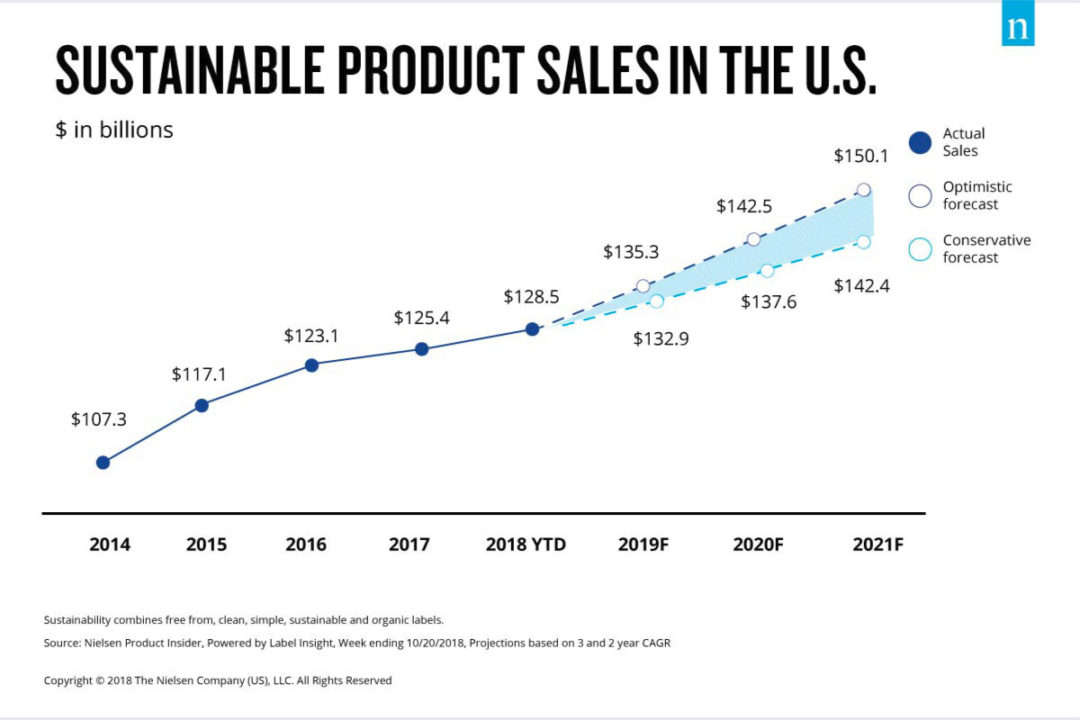 n
SUSTAINABLE PRODUCT SALES IN THE U.S.
$ in billions
Actual
Sales
Optimistic
forecast
Conservative
forecast
$107.3
$117.1
$123.1
$125.4
$128.5
$135.3
$142.5
$150.1
$132.9
$137.6
$142.4
2014 2015 2016 2017 2018 YTD 2019F 2020F 2021F
Sustainability combines free from, clean, simple, sustainable and organic labels.
Source: Nielsen Product Insider, Powered by Label Insight, Week ending 10/20/2018, Projections based on 3 and 2 year CAGR
Copyright © 2018 The Nielsen Company (US), LLC. All Rights Reserved